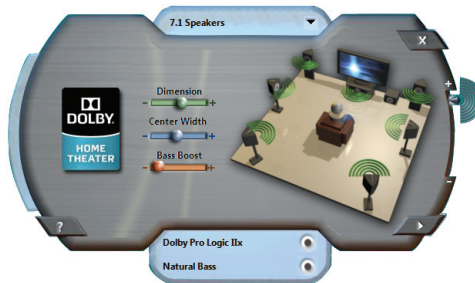 7.1 Speakers
X
Dimension
- +
Center Width
- +
Bass Boost
- +
DOLBY
HOME
THEATER
+
-
?
Dolby Pro Logic IIx
Natural Bass